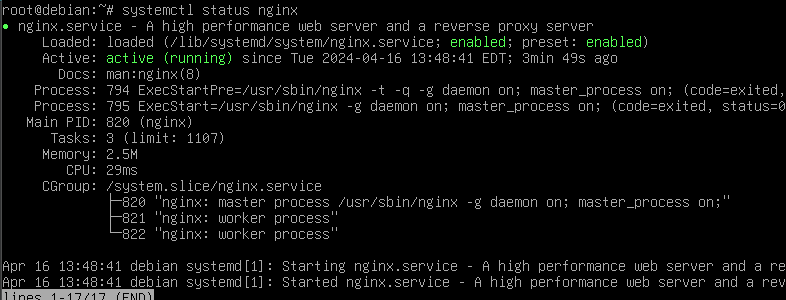 root@debian:~# systemctl status nginx
● nginx.service - A high performance web server and a reverse proxy server
Loaded: loaded (/lib/systemd/system/nginx.service; enabled; preset: enabled)
Active: active (running) since Tue 2024-04-16 13:48:41 EDT; 3min 49s ago
Docs: man:nginx(8)
Process: 794 ExecStartPre=/usr/sbin/nginx -t -q -g daemon on; master_process on; (code=exited,
Process: 795 ExecStart=/usr/sbin/nginx -g daemon on; master_process on; (code=exited, status=0
Main PID: 820 (nginx)
Tasks: 3 (limit: 1107)
Memory: 2.5M
CPU: 29ms
CGroup: /system.slice/nginx.service
├─820 "nginx: master process /usr/sbin/nginx -g daemon on; master_process on;"
├─821 "nginx: worker process"
└─822 "nginx: worker process"
Apr 16 13:48:41 debian systemd[1]: Starting nginx.service - A high performance web server and a re
Apr 16 13:48:41 debian systemd[1]: Started nginx.service - A high performance web server and a rev
lines 1-17/17 (END)